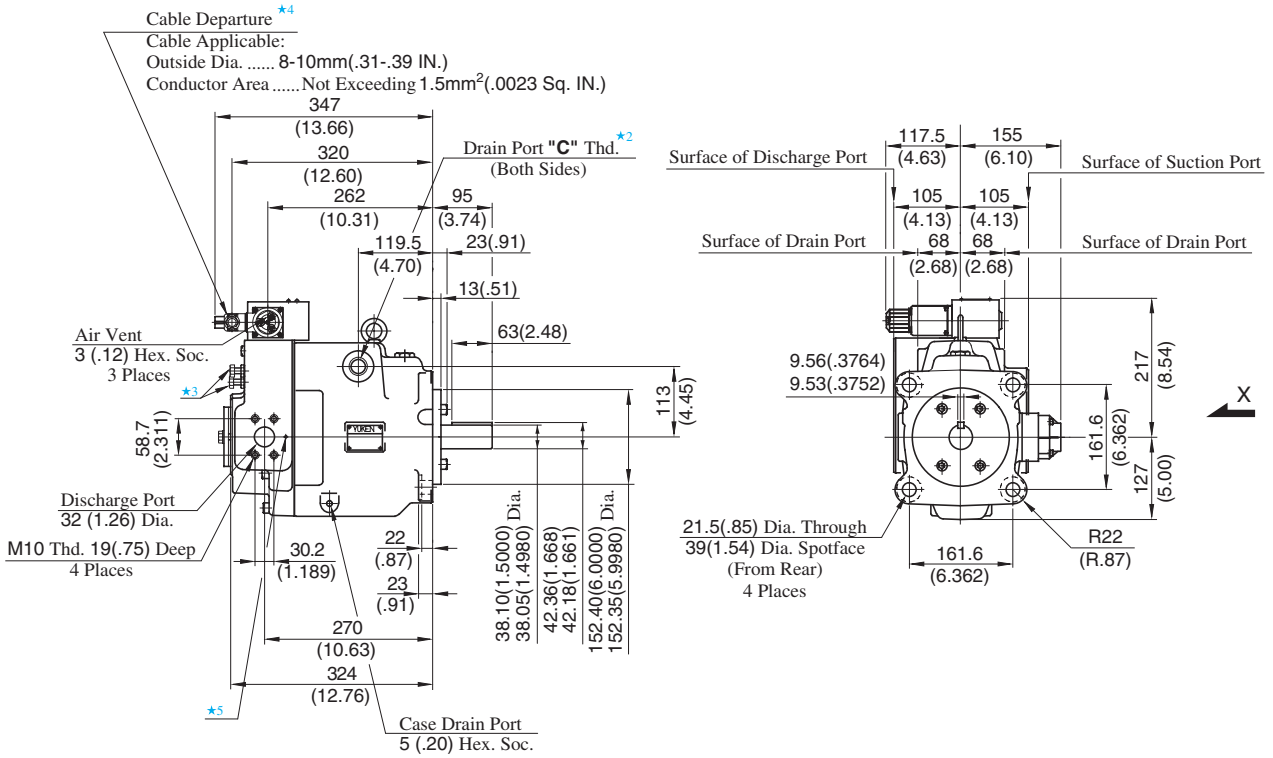 Cable Departure ★4
Cable Applicable:
Outside Dia. ...... 8-10mm(.31-.39 IN.)
Conductor Area ......Not Exceeding 1.5mm²(.0023 Sq. IN.)
347
(13.66)
320
(12.60)
262
(10.31)
119.5
(4.70)
Drain Port "C" Thd. ★2
(Both Sides)
95
(3.74)
23(.91)
13(.51)
63(2.48)
Air Vent
3 (.12) Hex. Soc.
3 Places
★3
58.7
(2.311)
YUKEN
113
(4.45)
Discharge Port
32 (1.26) Dia.
M10 Thd. 19(.75) Deep
4 Places
30.2
(1.189)
22
(.87)
23
(.91)
270
(10.63)
324
(12.76)
★5
Case Drain Port
5 (.20) Hex. Soc.
38.10(1.5000) Dia.
38.05(1.4980)
42.36(1.668)
42.18(1.661)
152.40(6.0000) Dia.
152.35(5.9980)
117.5
(4.63)
155
(6.10)
Surface of Discharge Port
Surface of Suction Port
105
(4.13)
105
(4.13)
Surface of Drain Port
68
(2.68)
68
(2.68)
Surface of Drain Port
9.56(.3764)
9.53(.3752)
161.6
(6.362)
217
(8.54)
127
(5.00)
X
21.5(.85) Dia. Through
39(1.54) Dia. Spotface
(From Rear)
4 Places
161.6
(6.362)
R22
(R.87)